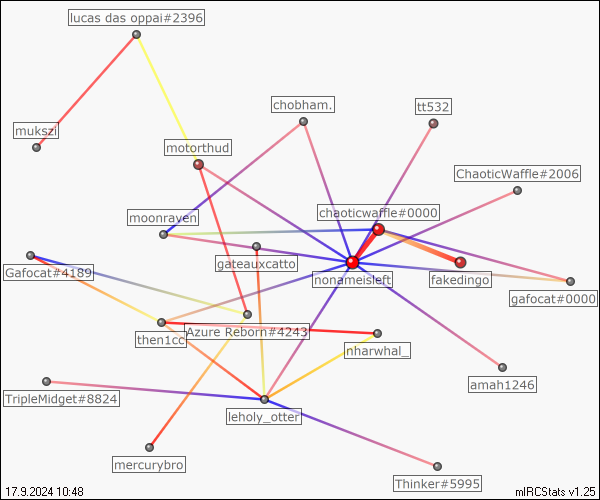 lucas das oppai#2396
chobham.
tt532
mukszi
motorthud
ChaoticWaffle#2006
chaoticwaffle#0000
moonraven
gateauxcatto
Gafocat#4189
nonameisleft
fakedingo
gafocat#0000
Azure Reborn#4243
then1cc
nharwhal_
amah1246
TripleMidget#8824
leholy_otter
mercurybro
Thinker#5995
17.9.2024 10:48
mIRCStats v1.25